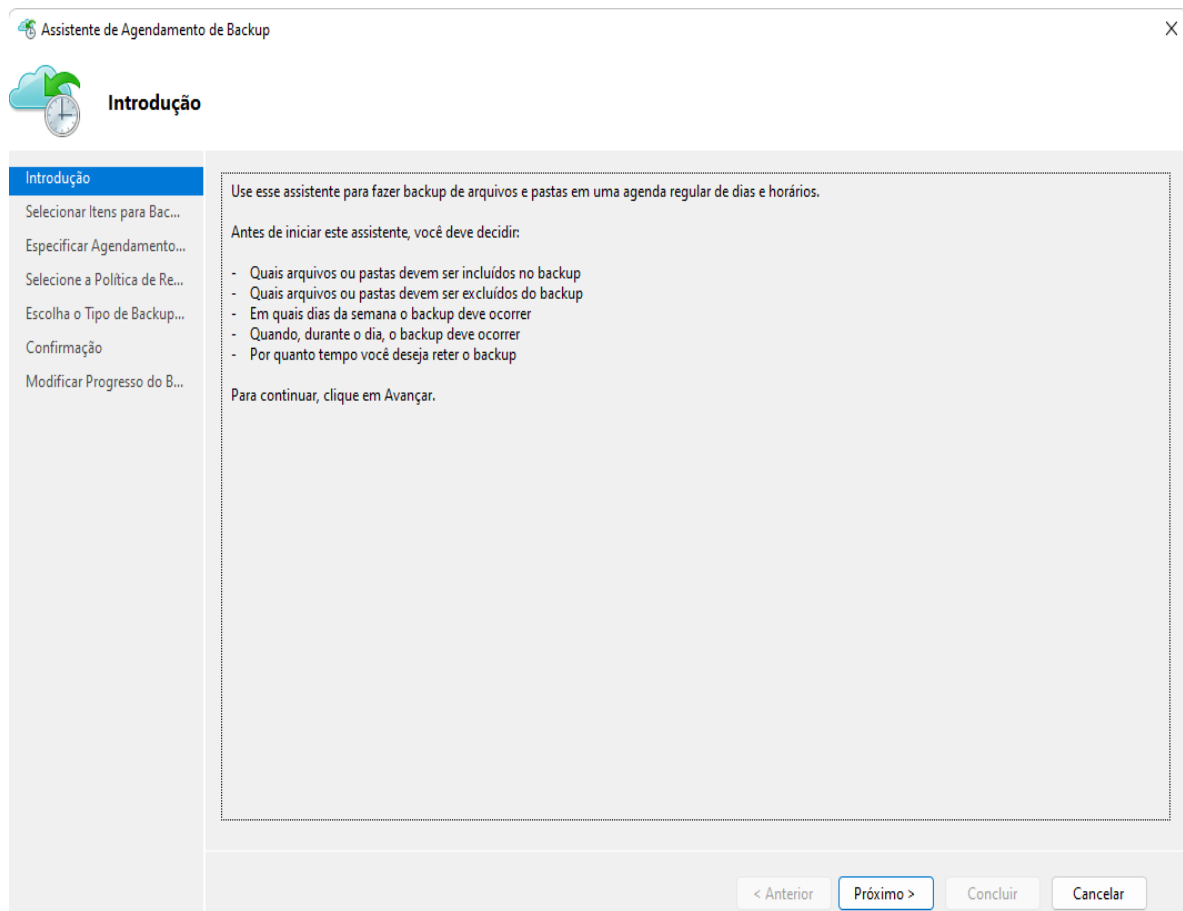 Assistente de Agendamento de Backup
Introdução
Introdução
Selecionar Itens para Bac...
Especificar Agendamento...
Selecione a Política de Re...
Escolha o Tipo de Backup...
Confirmação
Modificar Progresso do B...
Use esse assistente para fazer backup de arquivos e pastas em uma agenda regular de dias e horários.
Antes de iniciar este assistente, você deve decidir:
- Quais arquivos ou pastas devem ser incluídos no backup
- Quais arquivos ou pastas devem ser excluídos do backup
- Em quais dias da semana o backup deve ocorrer
- Quando, durante o dia, o backup deve ocorrer
- Por quanto tempo você deseja reter o backup
Para continuar, clique em Avançar.
< Anterior
Próximo >
Concluir
Cancelar